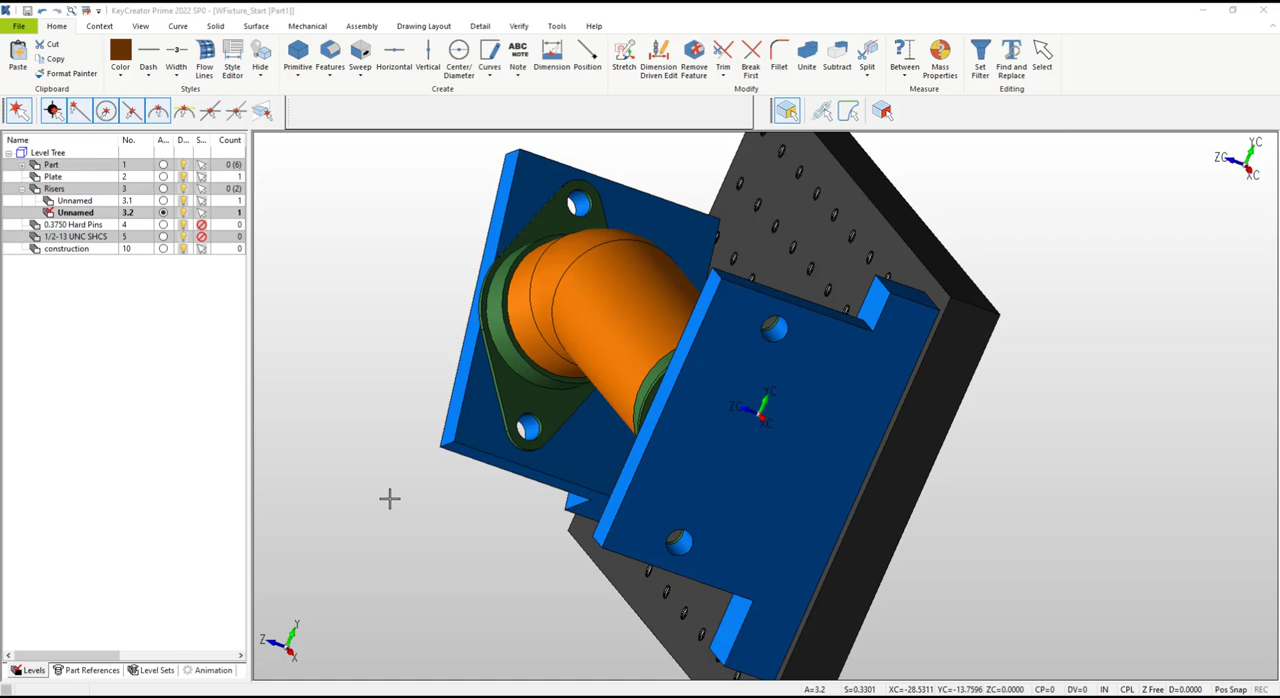 KeyCreator Prime 2022 SP0 - [WFixture_Start [Part1]]
File Home Context View Curve Solid Surface Mechanical Assembly Drawing Layout Detail Verify Tools Help
Paste Cut Copy Format Painter
Color Dash Width Flow Lines Style Editor Hide
Primitive Features Sweep Horizontal Vertical Center/Diameter Curves ABC NOTE Note Dimension Position
Stretch Dimension Driven Edit Remove Feature Trim Break First Fillet Unite Subtract Split
Between Mass Properties Set Filter Find and Replace Select
Clipboard Styles Create Modify Measure Editing
Name No. A... D... S... Count
Level Tree
Part 1 0 (6)
Plate 2 1
Risers 3 0 (2)
Unnamed 3.1 1
Unnamed 3.2 1
0.3750 Hard Pins 4 0
1/2-13 UNC SHCS 5 0
construction 10 0
YC
ZC
XC
YC
ZC
XC
Y
Z
X
Levels Part References Level Sets Animation
A=3.2 S=0.3301 XC=-28.5311 YC=-13.7596 ZC=0.0000 CP=0 DV=0 IN CPL Z Free D=0.0000 Pos Snap REC